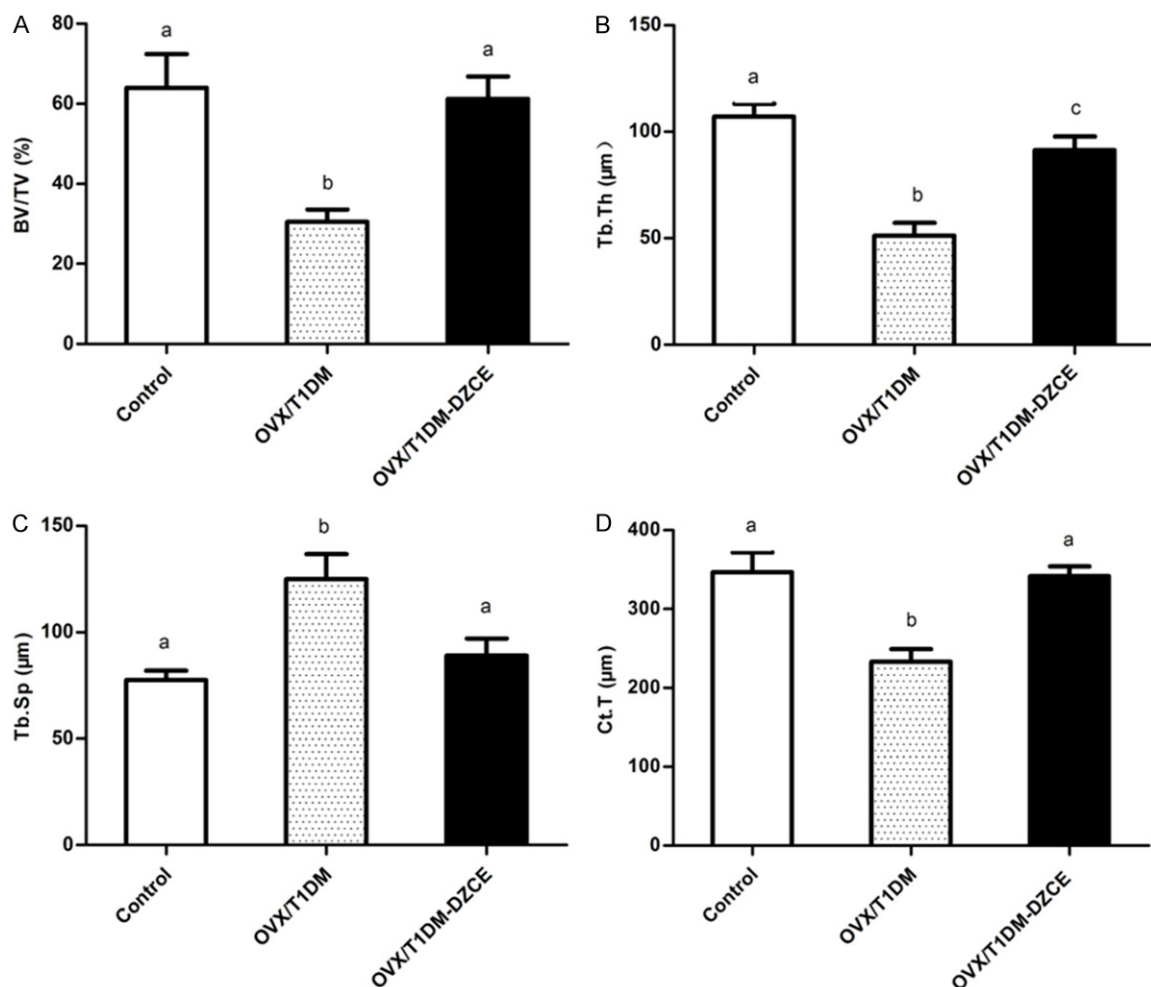 A
BV/TV (%)
80
60
40
20
0
a
b
a
Control
OVX/T1DM
OVX/T1DM-DZCE
B
Tb.Th (µm）
150
100
50
0
a
b
c
Control
OVX/T1DM
OVX/T1DM-DZCE
C
Tb.Sp (µm)
150
100
50
0
a
b
a
Control
OVX/T1DM
OVX/T1DM-DZCE
D
Ct.T (µm)
400
300
200
100
0
a
b
a
Control
OVX/T1DM
OVX/T1DM-DZCE